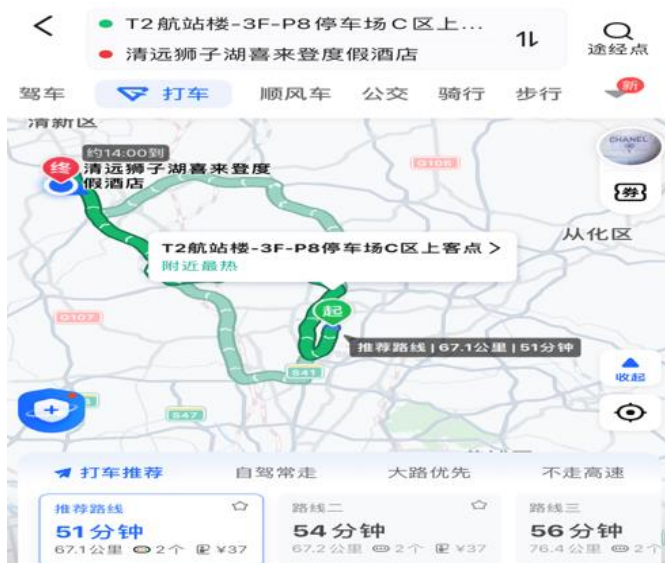 T2航站楼-3F-P8停车场C区上...
清远狮子湖喜来登度假酒店
途经点
驾车
打车
顺风车
公交
骑行
步行
新
清新区
约14:00到
终
清远狮子湖喜来登度
假酒店
G106
CHANEL
券
从化区
T2航站楼-3F-P8停车场C区上客点 >
附近最热
起
G107
推荐路线|67.1公里|51分钟
S41
收起
S47
打车推荐
自驾常走
大路优先
不走高速
推荐路线
51分钟
67.1公里 2个 ¥37
路线二
54分钟
67.2公里 2个 ¥37
路线三
56分钟
76.4公里 2个